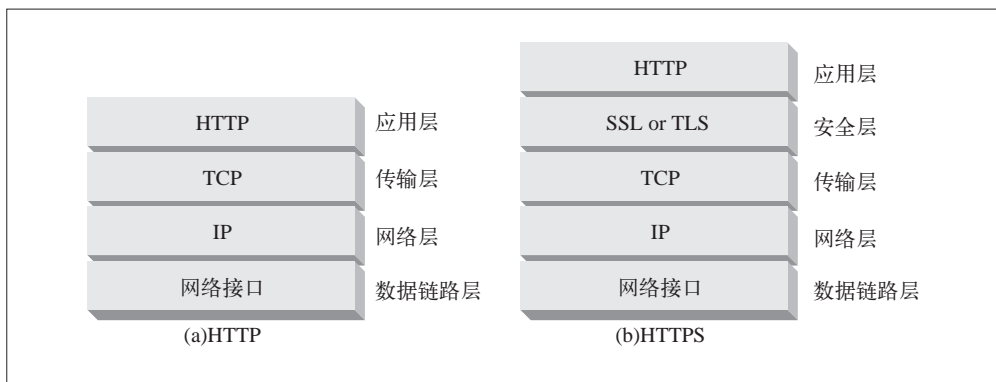 HTTP 应用层
TCP 传输层
IP 网络层
网络接口 数据链路层
(a)HTTP
HTTP 应用层
SSL or TLS 安全层
TCP 传输层
IP 网络层
网络接口 数据链路层
(b)HTTPS